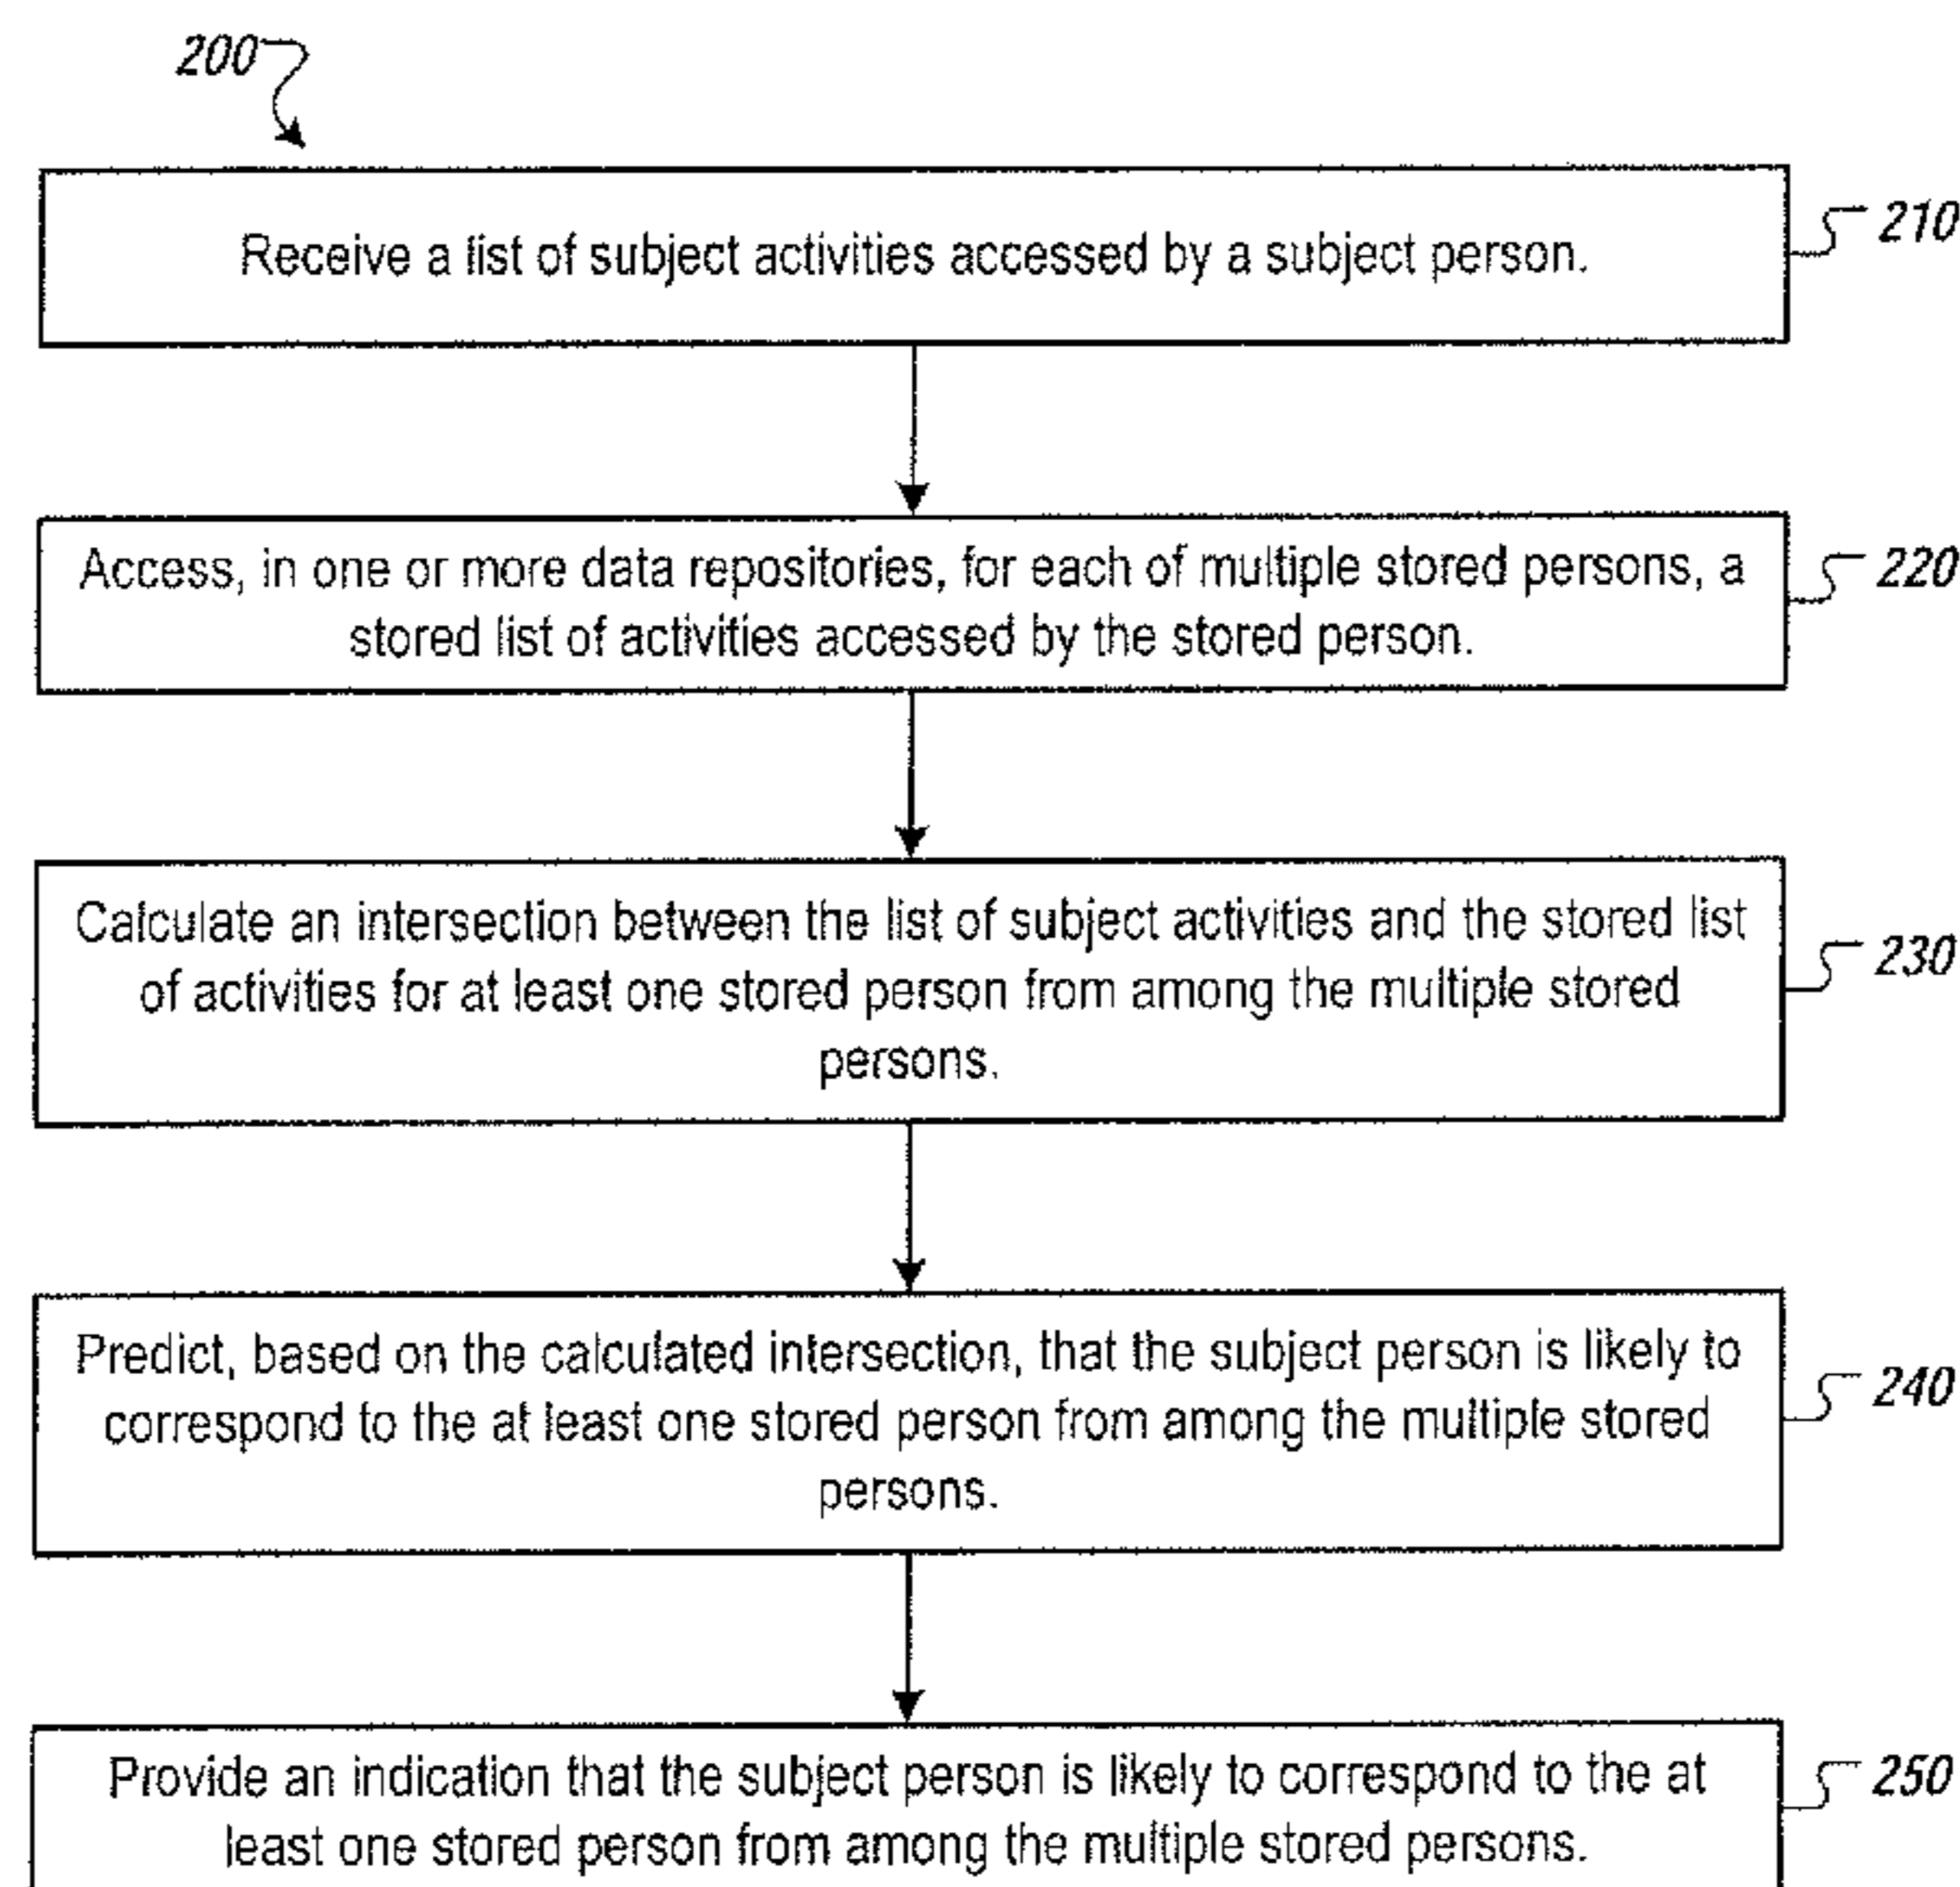 200
Receive a list of subject activities accessed by a subject person.
210
Access, in one or more data repositories, for each of multiple stored persons, a
stored list of activities accessed by the stored person.
220
Calculate an intersection between the list of subject activities and the stored list
of activities for at least one stored person from among the multiple stored
persons.
230
Predict, based on the calculated intersection, that the subject person is likely to
correspond to the at least one stored person from among the multiple stored
persons.
240
Provide an indication that the subject person is likely to correspond to the at
least one stored person from among the multiple stored persons.
250